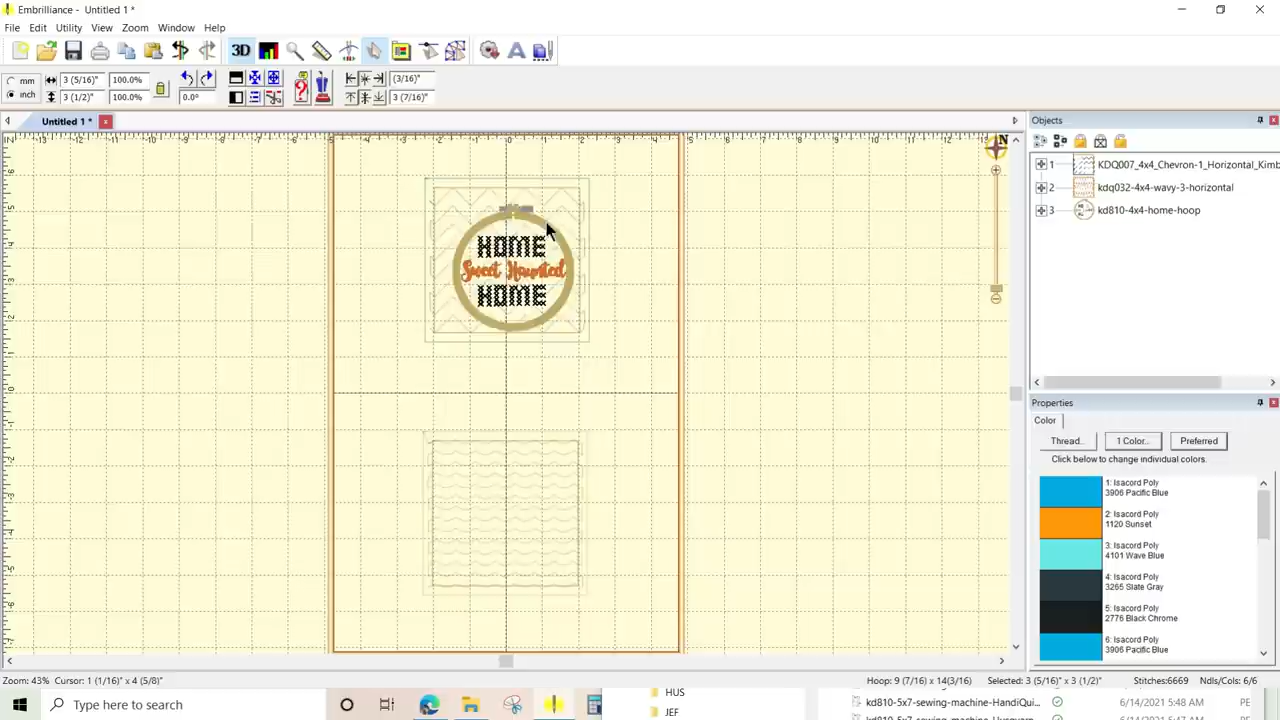 Embrilliance - Untitled 1 *
File Edit Utility View Zoom Window Help
3D
mm 3 (5/16)" 100.0% (3/16)"
inch 3 (1/2)" 100.0% 0.0° 3 (7/16)"
Untitled 1 *
Objects
1 KDQ007_4x4_Chevron-1_Horizontal_Kimb
2 kdq032-4x4-wavy-3-horizontal
3 kd810-4x4-home-hoop
N
HOME
Sweet Haunted
HOME
Properties
Color
Thread... 1 Color... Preferred
Click below to change individual colors.
1: Isacord Poly
3906 Pacific Blue
2: Isacord Poly
1120 Sunset
3: Isacord Poly
4101 Wave Blue
4: Isacord Poly
3265 Slate Gray
5: Isacord Poly
2776 Black Chrome
6: Isacord Poly
3906 Pacific Blue
Zoom: 43% Cursor: 1 (1/16)" x 4 (5/8)" Hoop: 9 (7/16) x 14(3/16) Selected: 3 (5/16)" x 3 (1/2)" Stitches:6669 Ndls/Cols: 6/6
Type here to search
HUS
JEF
kd810-5x7-sewing-machine-HandiQui... 6/14/2021 5:48 AM PE